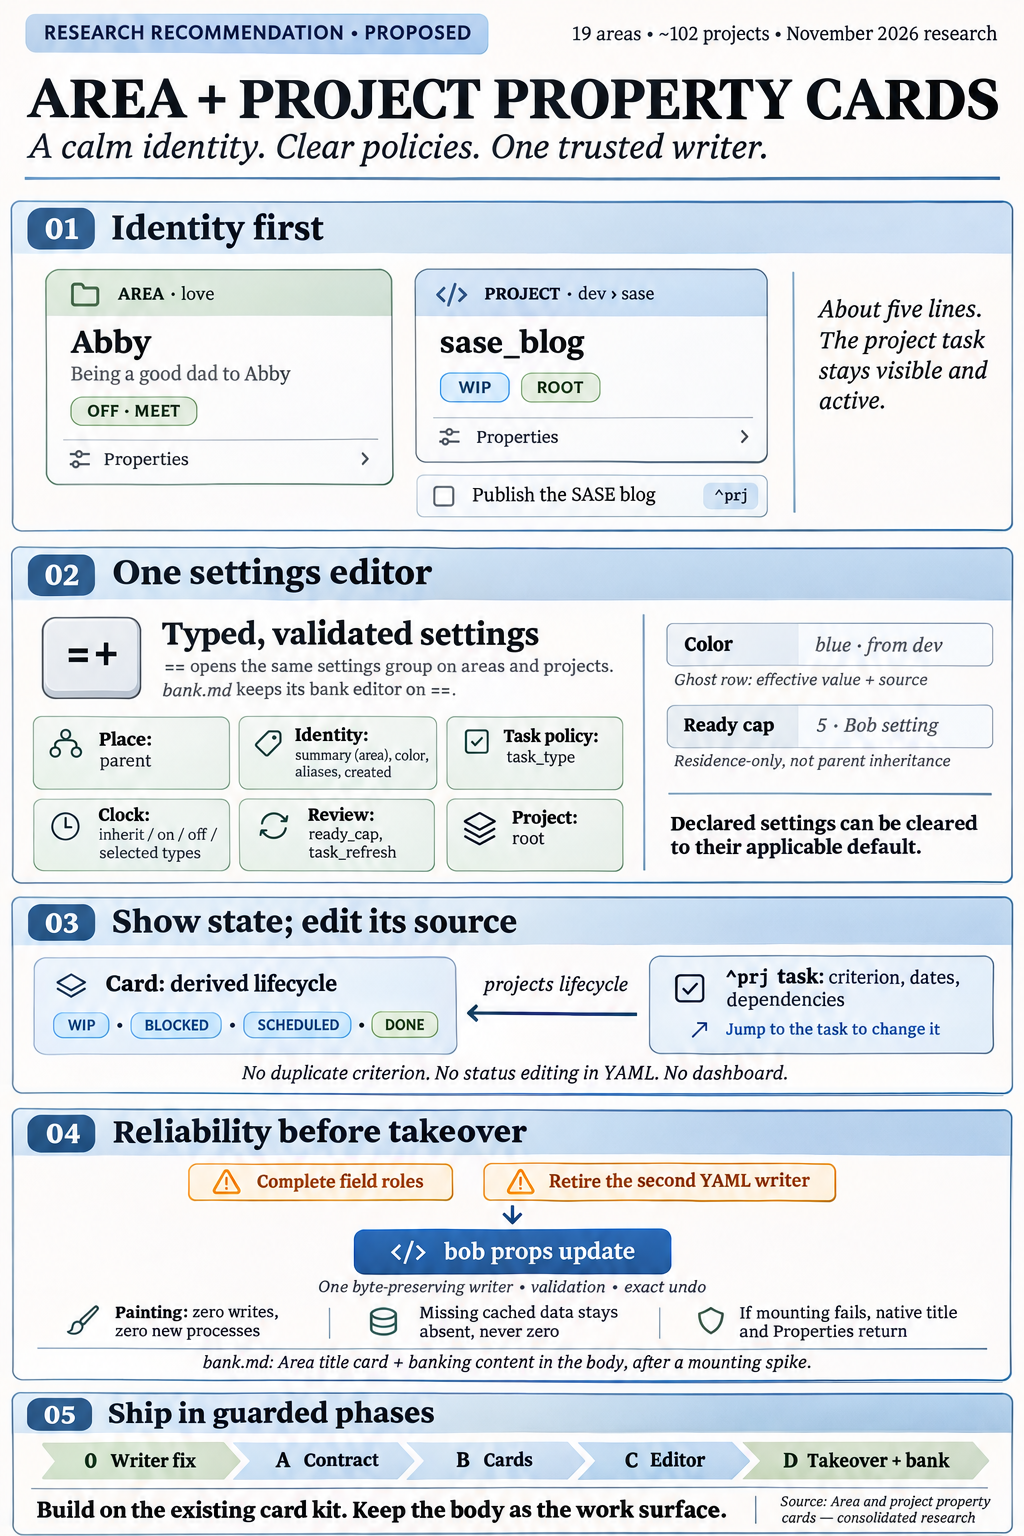 RESEARCH RECOMMENDATION • PROPOSED
19 areas • ~102 projects • November 2026 research
AREA + PROJECT PROPERTY CARDS
A calm identity. Clear policies. One trusted writer.
01 Identity first
AREA · love
Abby
Being a good dad to Abby
OFF · MEET
Properties
</> PROJECT · dev › sase
sase_blog
WIP ROOT
Properties
Publish the SASE blog ^prj
About five lines.
The project task
stays visible and
active.
02 One settings editor
=+
Typed, validated settings
== opens the same settings group on areas and projects.
bank.md keeps its bank editor on ==.
Place:
parent
Identity:
summary (area), color,
aliases, created
Task policy:
task_type
Clock:
inherit / on / off /
selected types
Review:
ready_cap,
task_refresh
Project:
root
Color blue · from dev
Ghost row: effective value + source
Ready cap 5 · Bob setting
Residence-only, not parent inheritance
Declared settings can be cleared
to their applicable default.
03 Show state; edit its source
Card: derived lifecycle
WIP • BLOCKED • SCHEDULED • DONE
projects lifecycle
^prj task: criterion, dates,
dependencies
Jump to the task to change it
No duplicate criterion. No status editing in YAML. No dashboard.
04 Reliability before takeover
Complete field roles
Retire the second YAML writer
</> bob props update
One byte-preserving writer • validation • exact undo
Painting: zero writes,
zero new processes
Missing cached data stays
absent, never zero
If mounting fails, native title
and Properties return
bank.md: Area title card + banking content in the body, after a mounting spike.
05 Ship in guarded phases
0 Writer fix
A Contract
B Cards
C Editor
D Takeover + bank
Build on the existing card kit. Keep the body as the work surface.
Source: Area and project property
cards — consolidated research